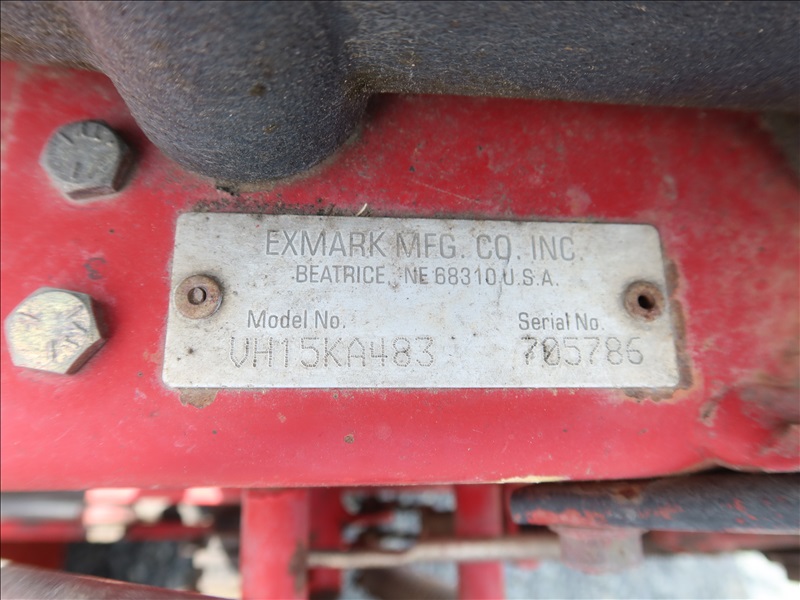 EXMARK MFG. CO. INC.
BEATRICE, NE 68310 U.S.A.
Model No. Serial No.
VH15KA483 705786